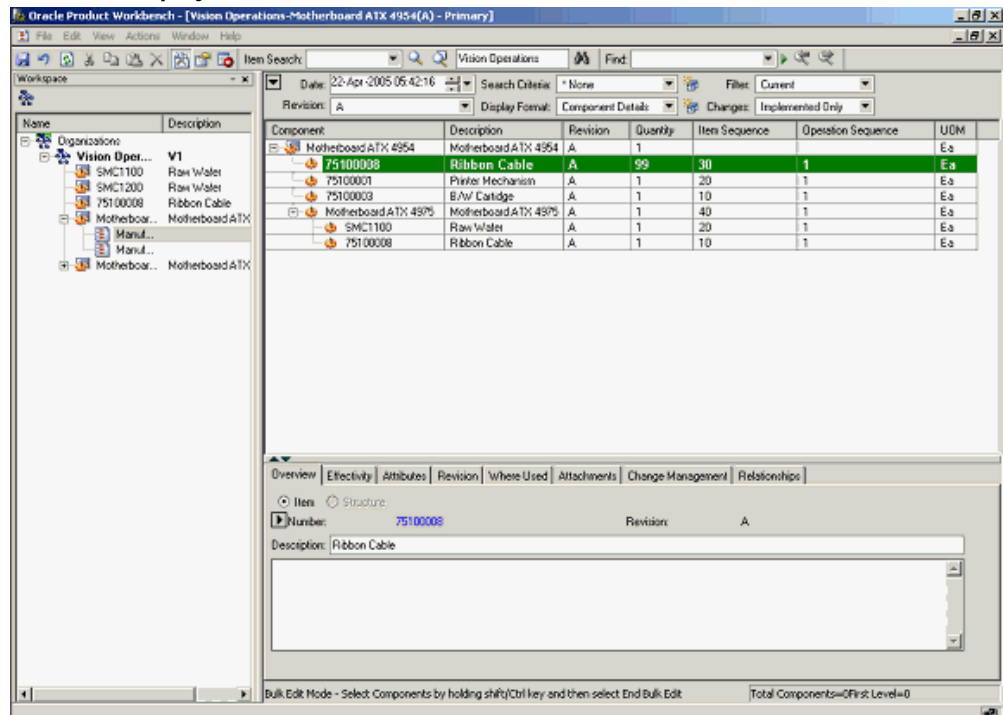 Oracle Product Workbench - [Vision Operations-Motherboard ATX 4954(A) - Primary]
File Edit View Actions Window Help
Item Search: Vision Operations Find:
Workspace
Date: 22-Apr-2005 05:42:16 Search Criteria: * None Filter: Current
Revision: A Display Format: Component Details Changes: Implemented Only
Name Description
Organizations
Vision Oper... V1
SMC1100 Raw Wafer
SMC1200 Raw Wafer
75100008 Ribbon Cable
Motherboar... Motherboard ATX
Manuf...
Manuf...
Motherboar... Motherboard ATX
Component Description Revision Quantity Item Sequence Operation Sequence UOM
Motherboard ATX 4954 Motherboard ATX 4954 A 1 Ea
75100008 Ribbon Cable A 99 30 1 Ea
75100001 Printer Mechanism A 1 20 1 Ea
75100003 B/W Cartidge A 1 10 1 Ea
Motherboard ATX 4975 Motherboard ATX 4975 A 1 40 1 Ea
SMC1100 Raw Wafer A 1 20 1 Ea
75100008 Ribbon Cable A 1 10 1 Ea
Overview Effectivity Attributes Revision Where Used Attachments Change Management Relationships
Item Structure
Number: 75100008 Revision: A
Description: Ribbon Cable
Bulk Edit Mode - Select Components by holding shift/Ctrl key and then select End Bulk Edit Total Components=0First Level=0